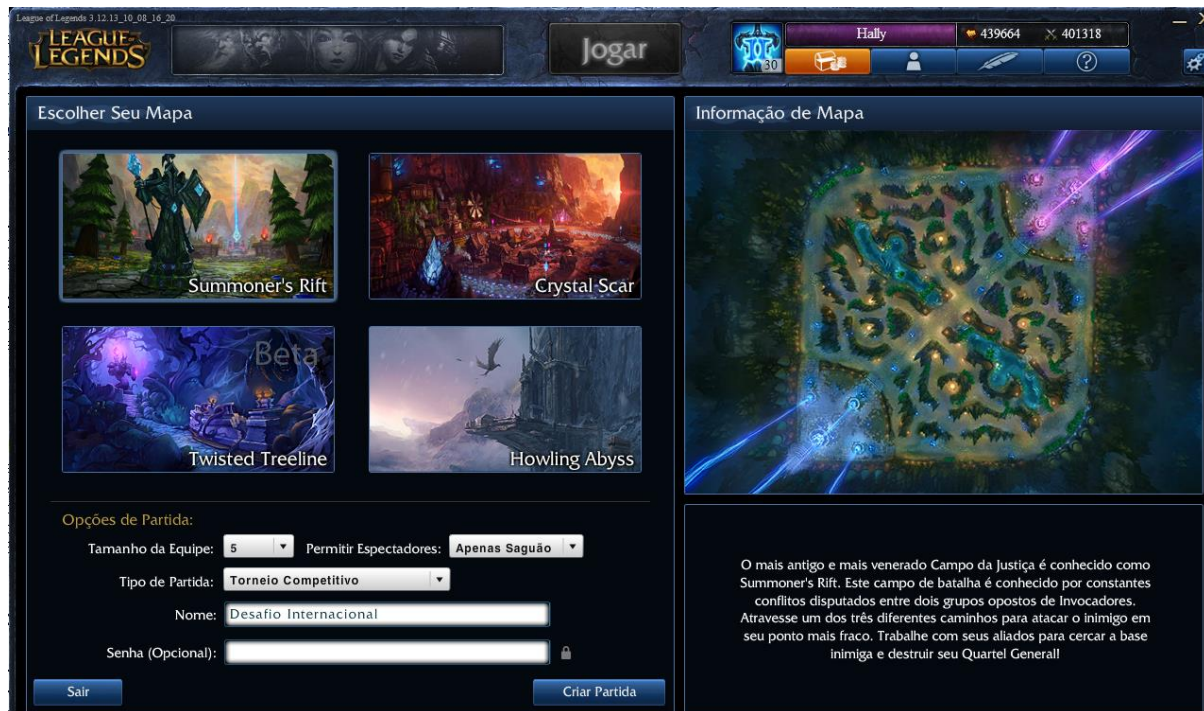 League of Legends 3.12.13_10_08_16_20
LEAGUE of LEGENDS
Jogar
30
Hally
439664
401318
?
Escolher Seu Mapa
Summoner's Rift
Crystal Scar
Beta
Twisted Treeline
Howling Abyss
Opções de Partida:
Tamanho da Equipe: 5 Permitir Espectadores: Apenas Saguão
Tipo de Partida: Torneio Competitivo
Nome: Desafio Internacional
Senha (Opcional):
Sair
Criar Partida
Informação de Mapa
O mais antigo e mais venerado Campo da Justiça é conhecido como
Summoner's Rift. Este campo de batalha é conhecido por constantes
conflitos disputados entre dois grupos opostos de Invocadores.
Atravesse um dos três diferentes caminhos para atacar o inimigo em
seu ponto mais fraco. Trabalhe com seus aliados para cercar a base
inimiga e destruir seu Quartel General!